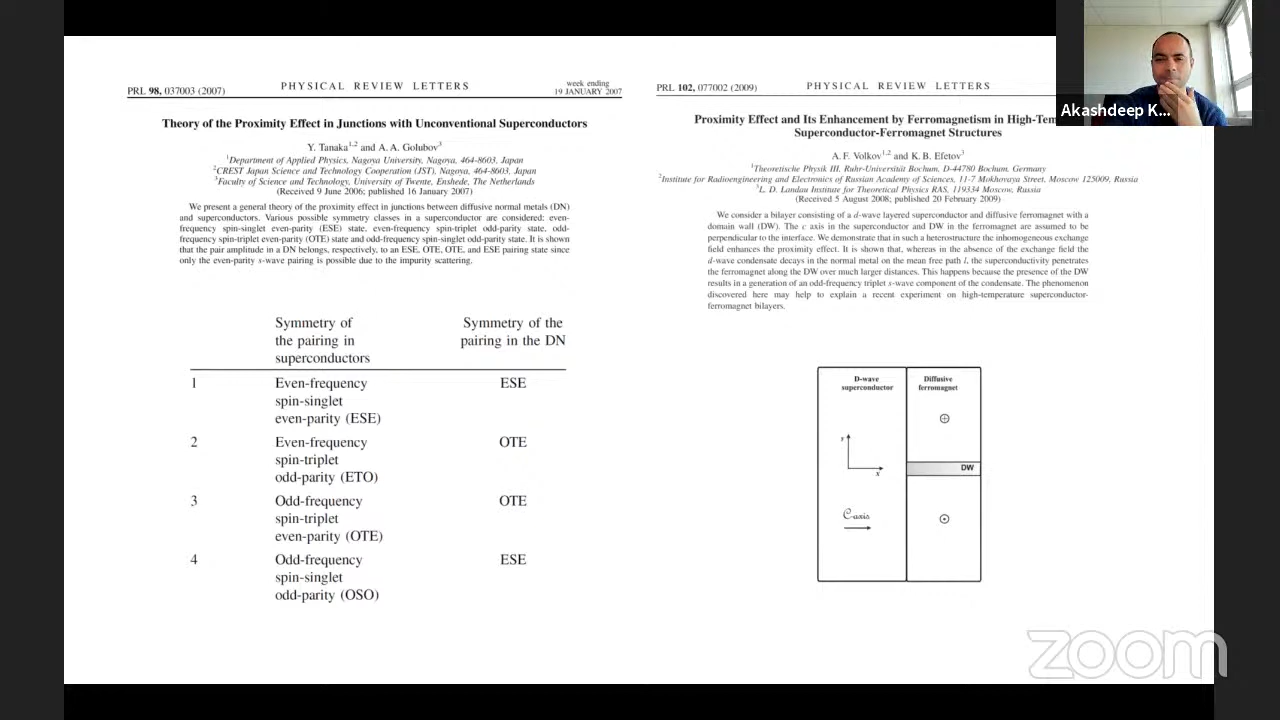 PRL 98, 037003 (2007)
PHYSICAL REVIEW LETTERS
week ending
19 JANUARY 2007
Theory of the Proximity Effect in Junctions with Unconventional Superconductors
Y. Tanaka1,2 and A. A. Golubov3
1Department of Applied Physics, Nagoya University, Nagoya, 464-8603, Japan
2CREST Japan Science and Technology Cooperation (JST), Nagoya, 464-8603, Japan
3Faculty of Science and Technology, University of Twente, Enshede, The Netherlands
(Received 9 June 2006; published 16 January 2007)
We present a general theory of the proximity effect in junctions between diffusive normal metals (DN)
and superconductors. Various possible symmetry classes in a superconductor are considered: even-
frequency spin-singlet even-parity (ESE) state, even-frequency spin-triplet odd-parity state, odd-
frequency spin-triplet even-parity (OTE) state and odd-frequency spin-singlet odd-parity state. It is shown
that the pair amplitude in a DN belongs, respectively, to an ESE, OTE, OTE, and ESE pairing state since
only the even-parity s-wave pairing is possible due to the impurity scattering.
Symmetry of
the pairing in
superconductors
Symmetry of the
pairing in the DN
1
Even-frequency
spin-singlet
even-parity (ESE)
ESE
2
Even-frequency
spin-triplet
odd-parity (ETO)
OTE
3
Odd-frequency
spin-triplet
even-parity (OTE)
OTE
4
Odd-frequency
spin-singlet
odd-parity (OSO)
ESE
PRL 102, 077002 (2009)
PHYSICAL REVIEW LETTERS
Proximity Effect and Its Enhancement by Ferromagnetism in High-Tem
Superconductor-Ferromagnet Structures
A. F. Volkov1,2 and K. B. Efetov3
1Theoretische Physik III, Ruhr-Universität Bochum, D-44780 Bochum, Germany
2Institute for Radioengineering and Electronics of Russian Academy of Sciences, 11-7 Mokhovaya Street, Moscow 125009, Russia
3L. D. Landau Institute for Theoretical Physics RAS, 119334 Moscow, Russia
(Received 5 August 2008; published 20 February 2009)
We consider a bilayer consisting of a d-wave layered superconductor and diffusive ferromagnet with a
domain wall (DW). The c axis in the superconductor and DW in the ferromagnet are assumed to be
perpendicular to the interface. We demonstrate that in such a heterostructure the inhomogeneous exchange
field enhances the proximity effect. It is shown that, whereas in the absence of the exchange field the
d-wave condensate decays in the normal metal on the mean free path l, the superconductivity penetrates
the ferromagnet along the DW over much larger distances. This happens because the presence of the DW
results in a generation of an odd-frequency triplet s-wave component of the condensate. The phenomenon
discovered here may help to explain a recent experiment on high-temperature superconductor-
ferromagnet bilayers.
D-wave
superconductor
Diffusive
ferromagnet
y
x
DW
C-axis
Akashdeep K...
zoom